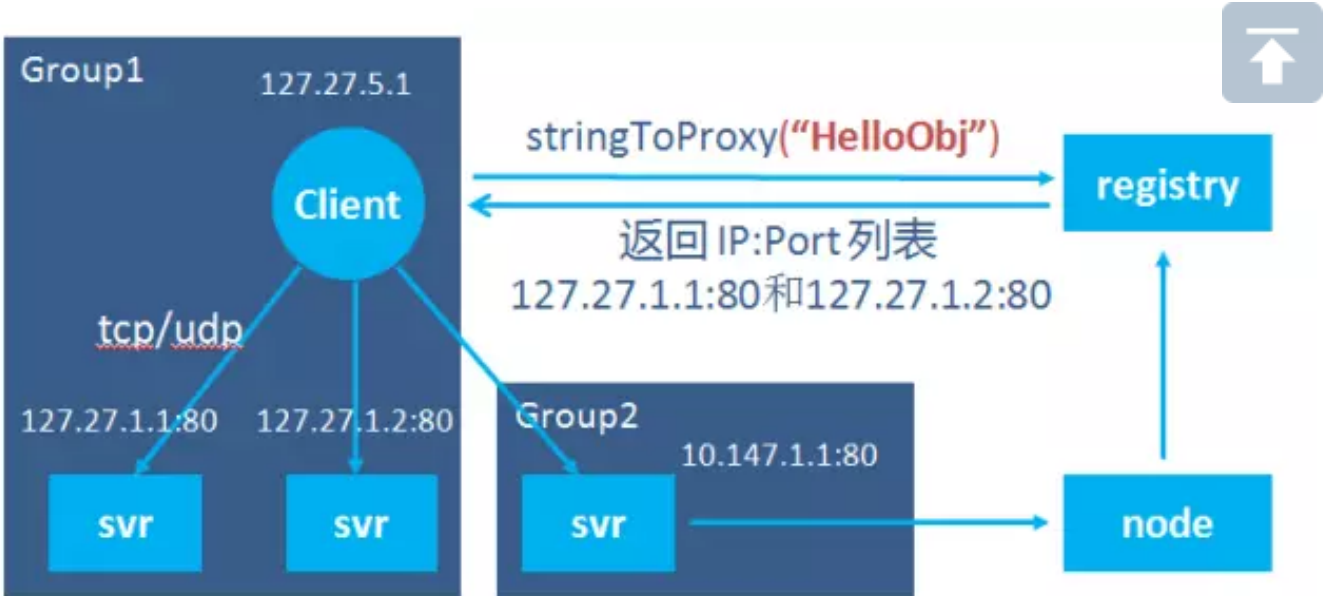 Group1
127.27.5.1
Client
stringToProxy(“HelloObj”)
registry
返回 IP:Port 列表
127.27.1.1:80和127.27.1.2:80
tcp/udp
127.27.1.1:80
127.27.1.2:80
Group2
10.147.1.1:80
svr
svr
svr
node